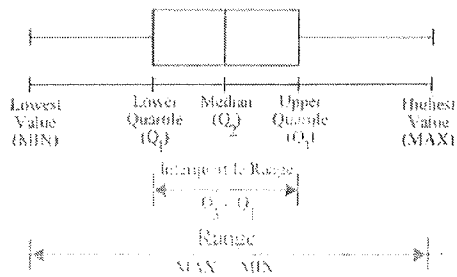 Lowest Value (MIN)
Lower Quartile (Q1)
Median (Q2)
Upper Quartile (Q3)
Highest Value (MAX)
Interquartile Range
Q3 - Q1
Range
MAX MIN